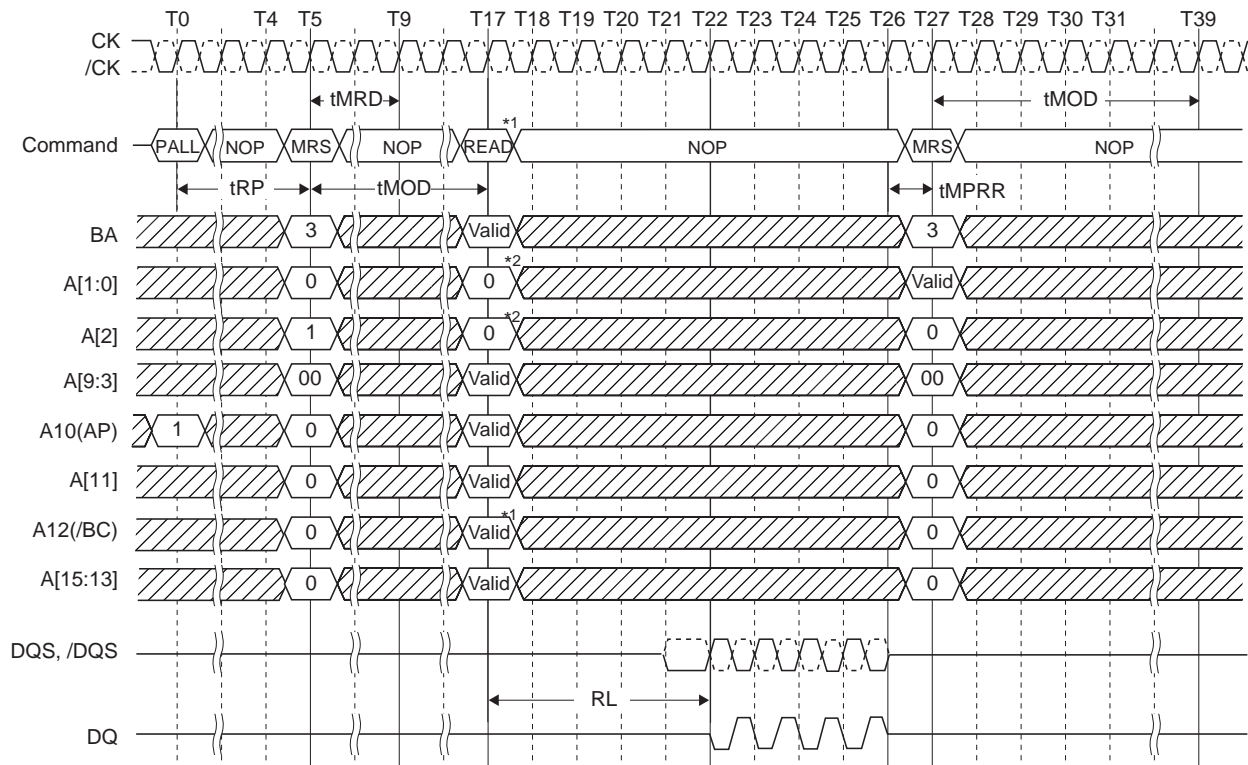 T0 T4 T5 T9 T17 T18 T19 T20 T21 T22 T23 T24 T25 T26 T27 T28 T29 T30 T31 T39
CK
/CK
tMRD tMOD
Command PALL NOP MRS NOP READ *1 NOP MRS NOP
tRP tMOD tMPRR
BA 3 Valid 3
A[1:0] 0 0 *2 Valid
A[2] 1 0 *2 0
A[9:3] 00 Valid 00
A10(AP) 1 0 Valid 0
A[11] 0 Valid 0
A12(/BC) 0 Valid *1 0
A[15:13] 0 Valid 0
DQS, /DQS
RL
DQ